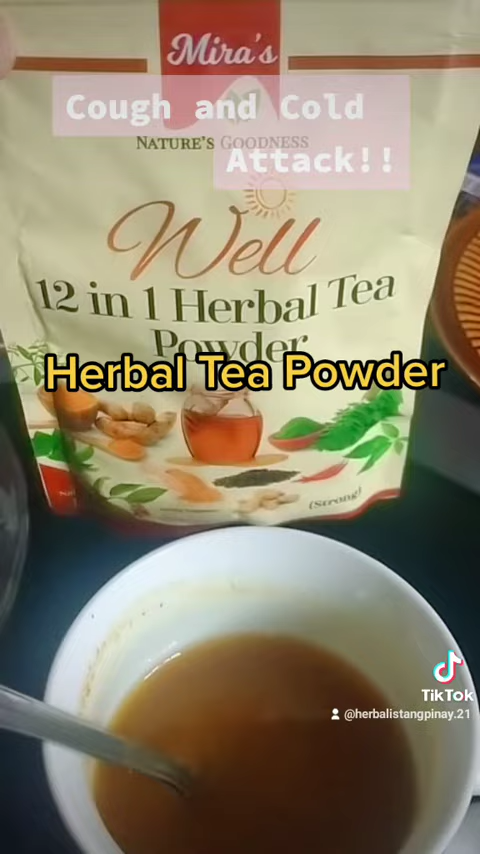 Mira's
Cough and Cold
NATURE'S GOODNESS
Attack!!
Well
12 in 1 Herbal Tea
Powder
Herbal Tea Powder
(Strong)
TikTok
@herbalistangpinay.21